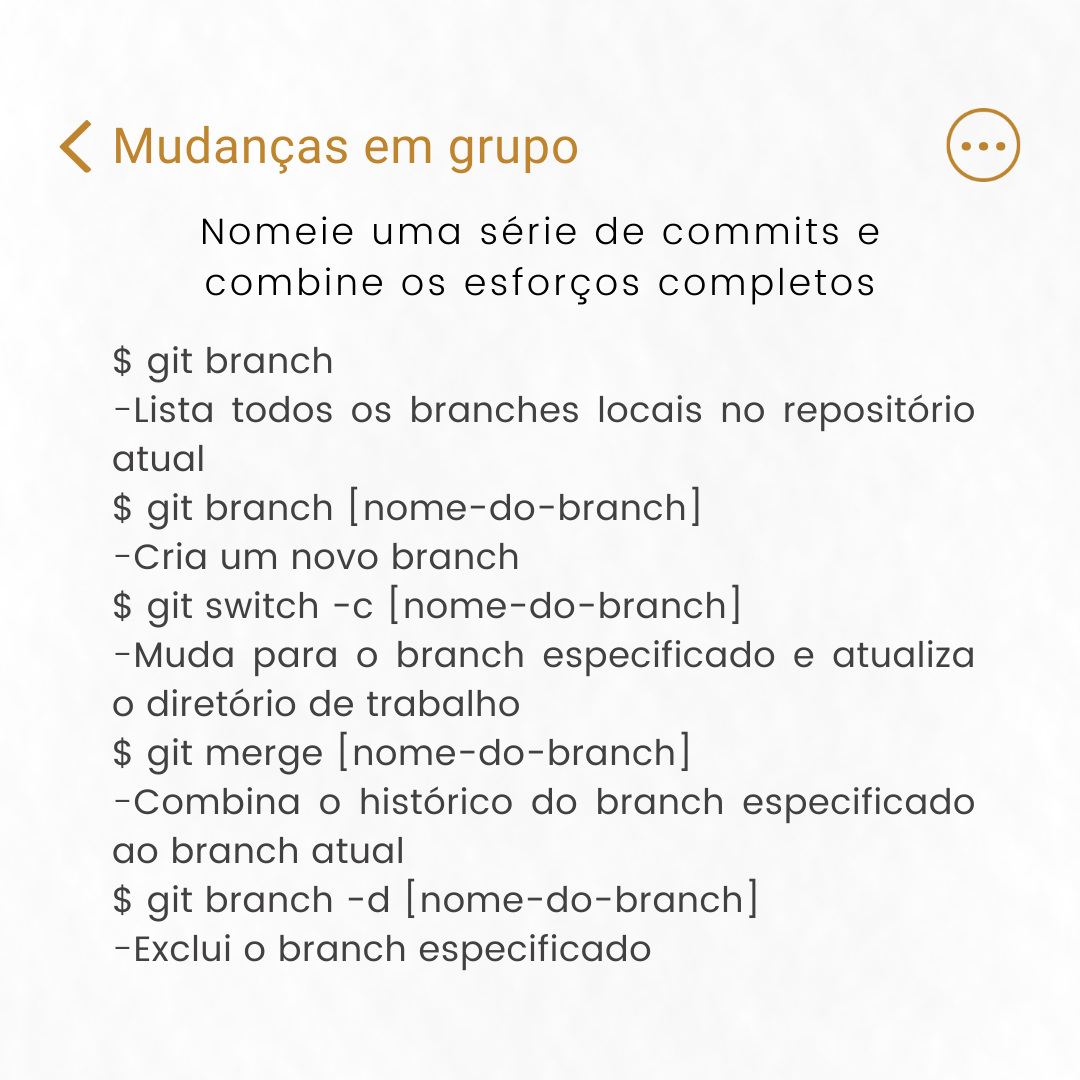 Mudanças em grupo
Nomeie uma série de commits e
combine os esforços completos
$ git branch
-Lista todos os branches locais no repositório
atual
$ git branch [nome-do-branch]
-Cria um novo branch
$ git switch -c [nome-do-branch]
-Muda para o branch especificado e atualiza
o diretório de trabalho
$ git merge [nome-do-branch]
-Combina o histórico do branch especificado
ao branch atual
$ git branch -d [nome-do-branch]
-Exclui o branch especificado